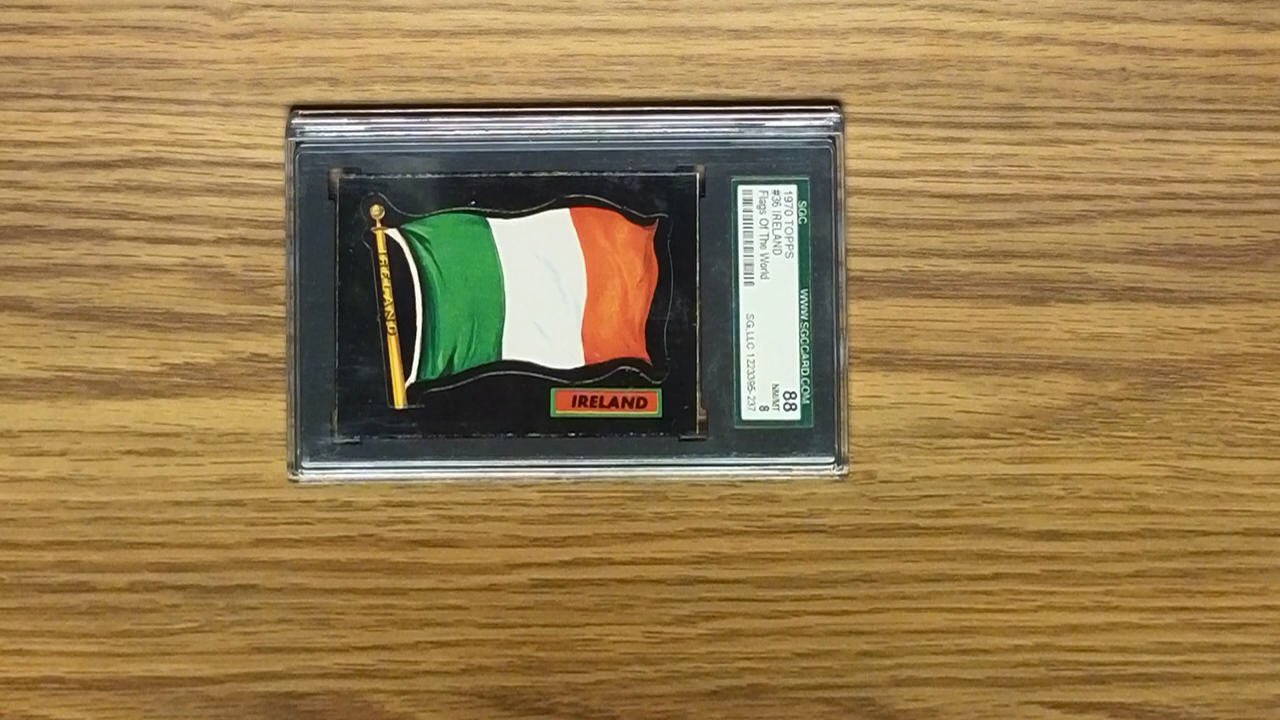 IRELAND
IRELAND
SGC WWW.SGCCARD.COM
1970 TOPPS 88
#36 IRELAND NM/MT
Flags Of The World 8
SG,LLC 1223395-237